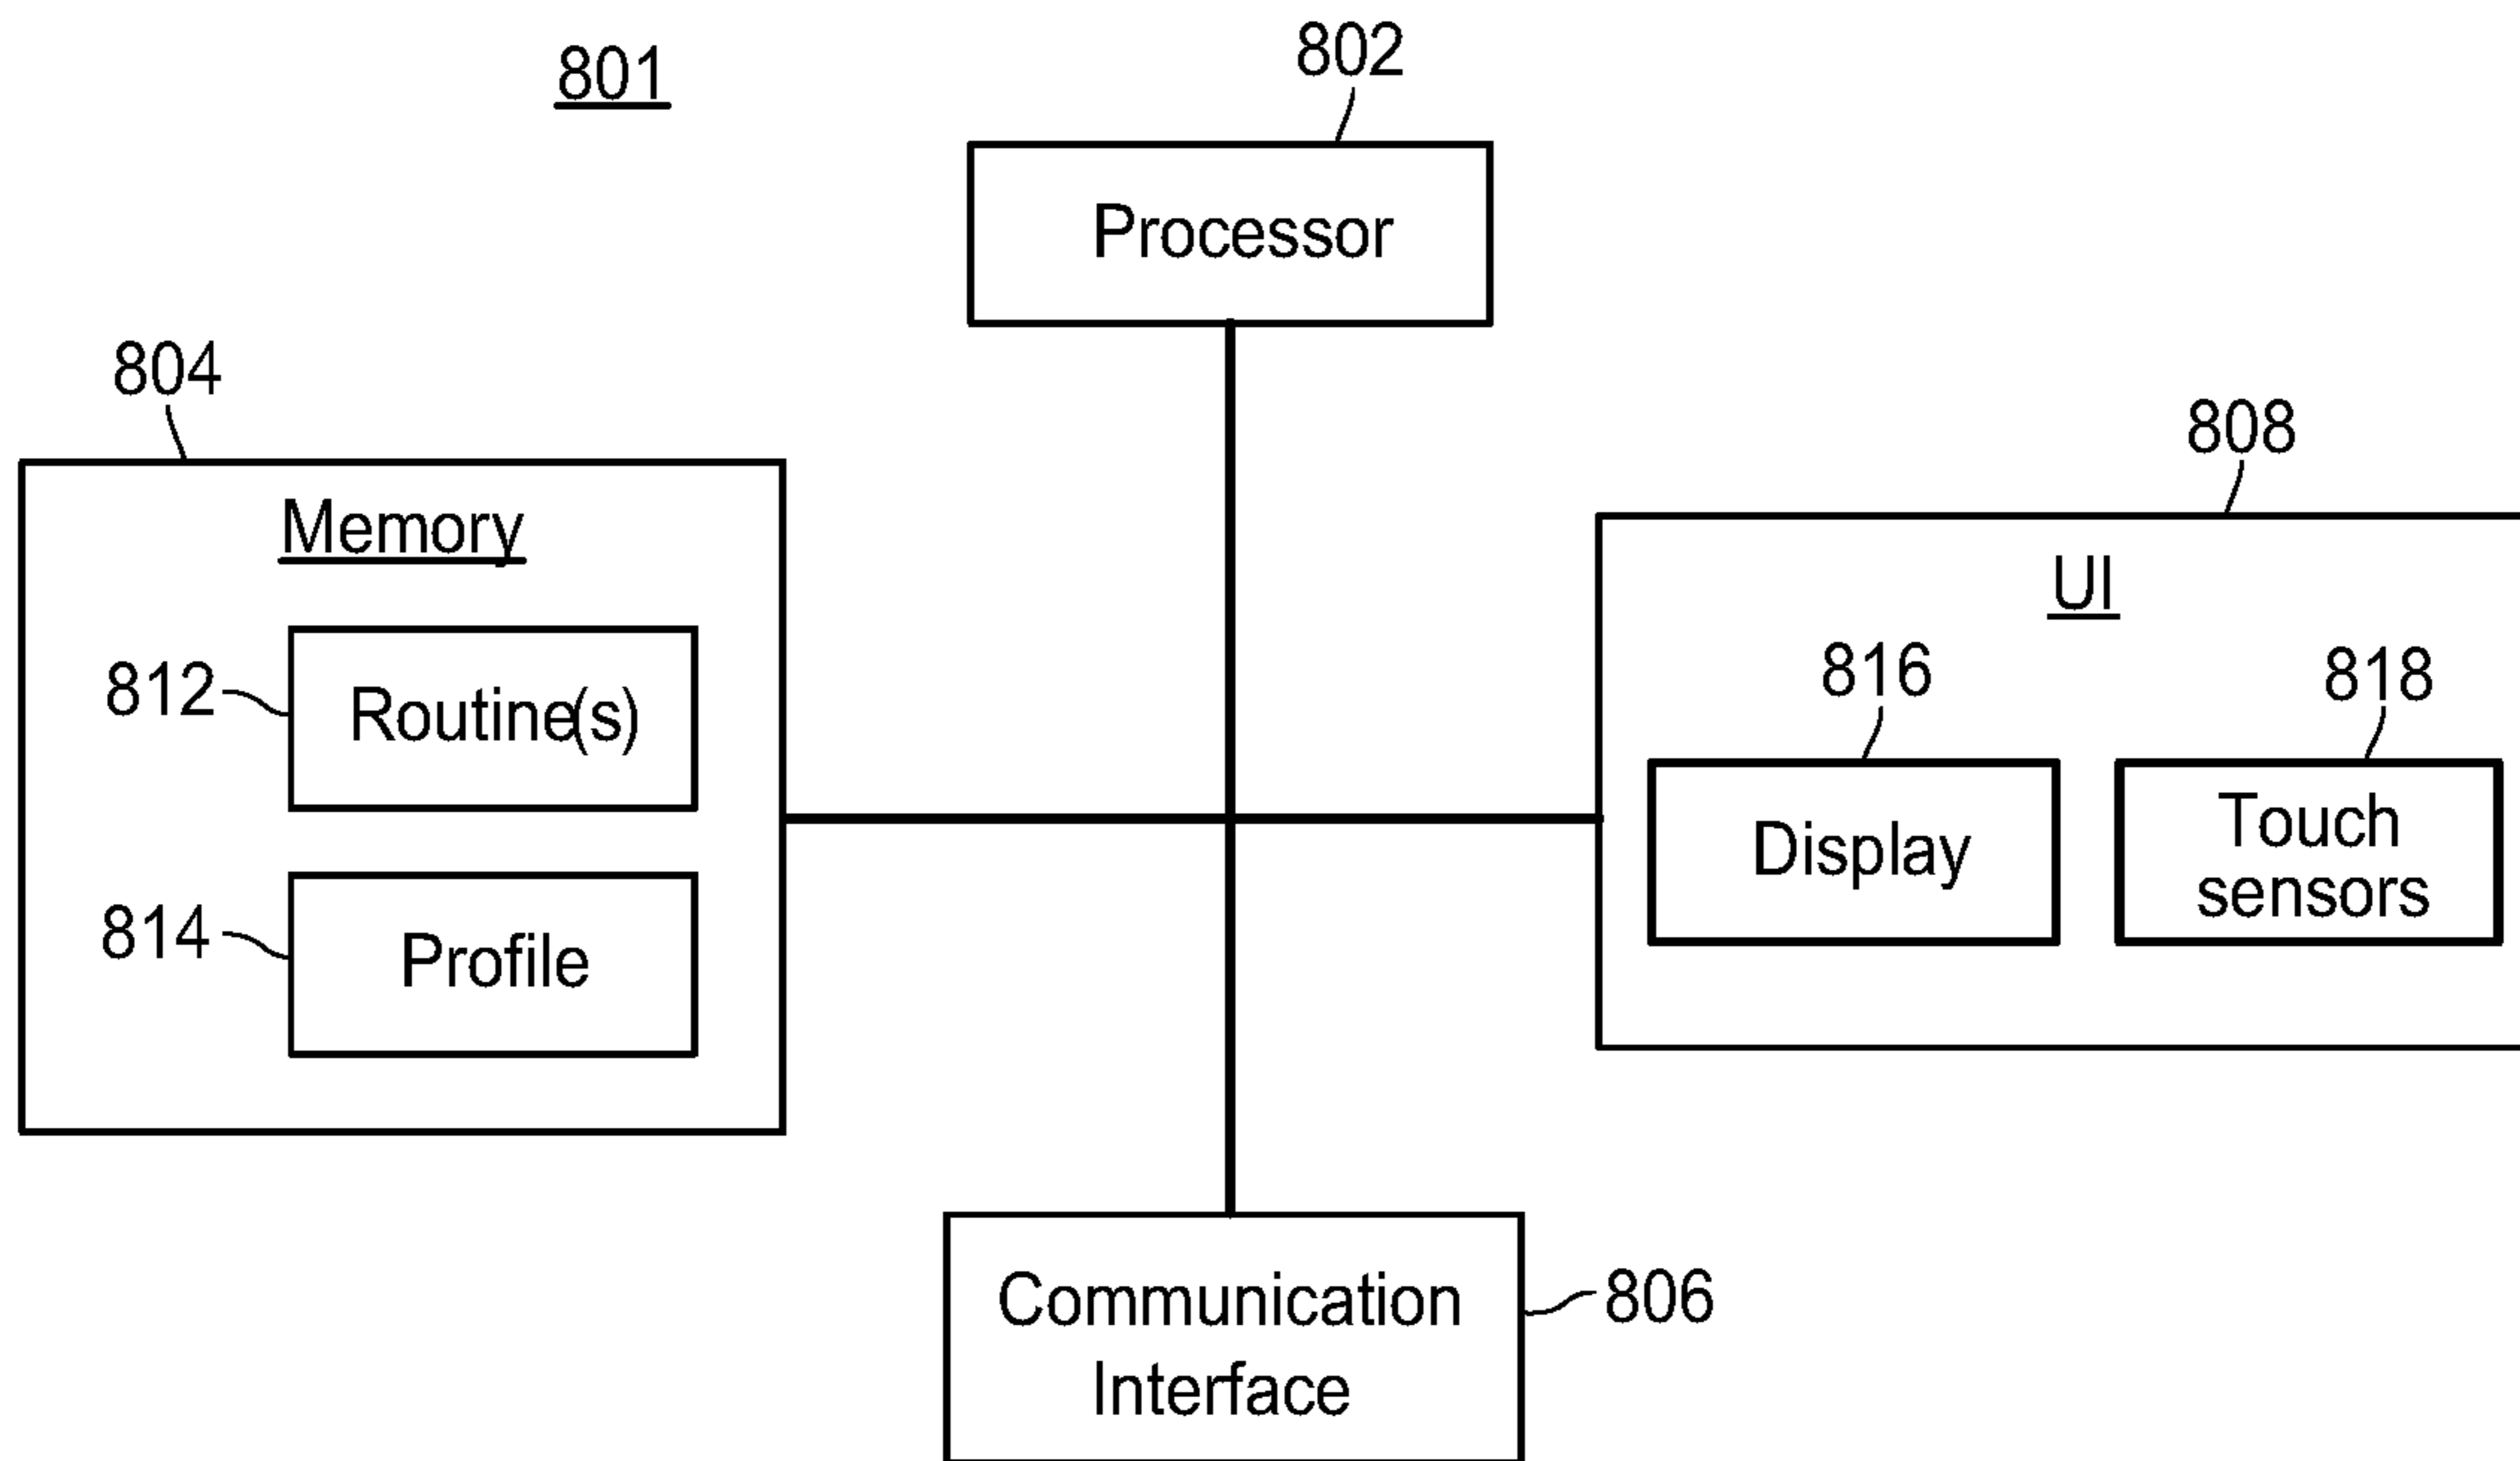 801
802
Processor
804
Memory
812
Routine(s)
814
Profile
808
UI
816
818
Display
Touch
sensors
Communication
Interface
806